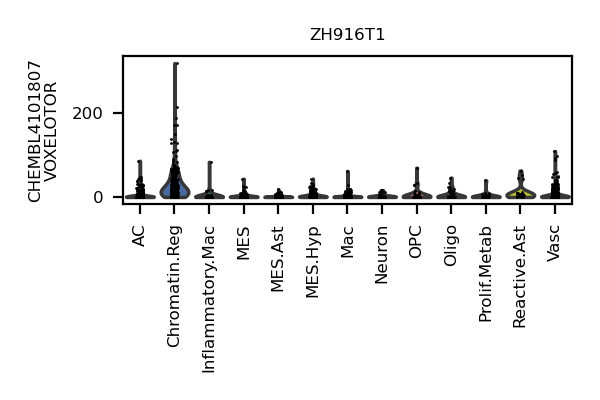 ZH916T1
CHEMBL4101807
VOXELOTOR
200
0
AC
Chromatin.Reg
Inflammatory.Mac
MES
MES.Ast
MES.Hyp
Mac
Neuron
OPC
Oligo
Prolif.Metab
Reactive.Ast
Vasc